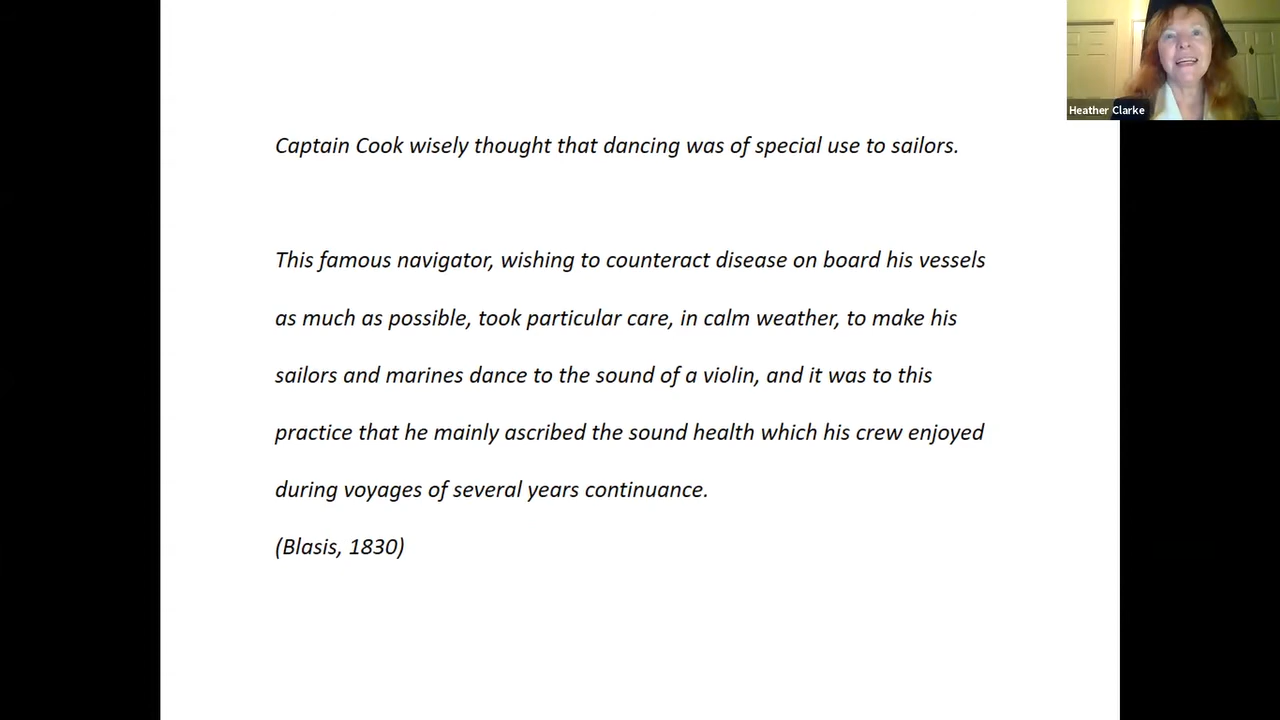 Heather Clarke
Captain Cook wisely thought that dancing was of special use to sailors.
This famous navigator, wishing to counteract disease on board his vessels
as much as possible, took particular care, in calm weather, to make his
sailors and marines dance to the sound of a violin, and it was to this
practice that he mainly ascribed the sound health which his crew enjoyed
during voyages of several years continuance.
(Blasis, 1830)